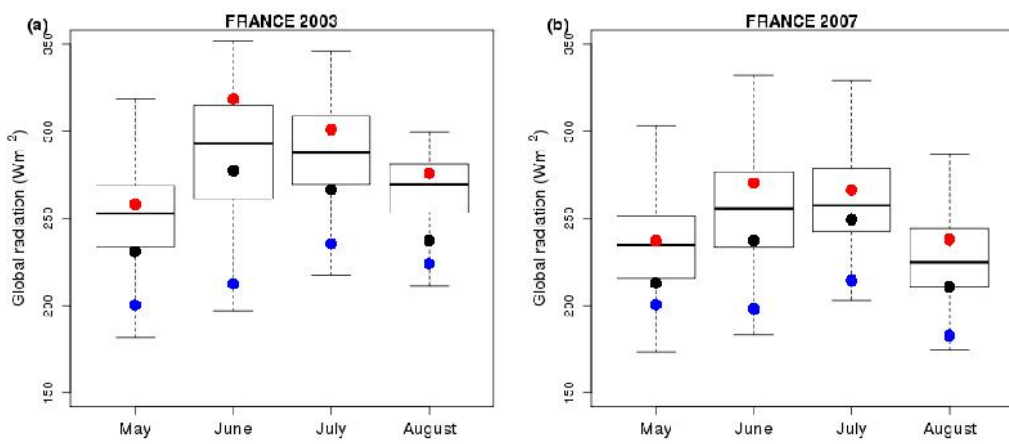 (a) FRANCE 2003
Global radiation (Wm⁻²)
350
300
250
200
150
May June July August
(b) FRANCE 2007
Global radiation (Wm⁻²)
350
300
250
200
150
May June July August